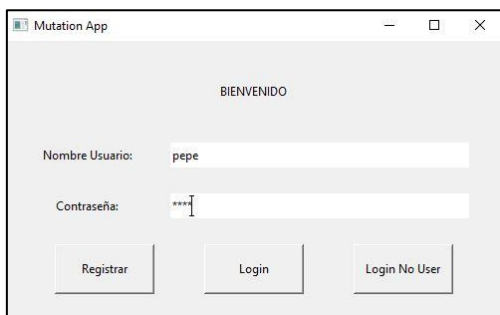 Mutation App
BIENVENIDO
Nombre Usuario: pepe
Contraseña: ****
Registrar Login Login No User